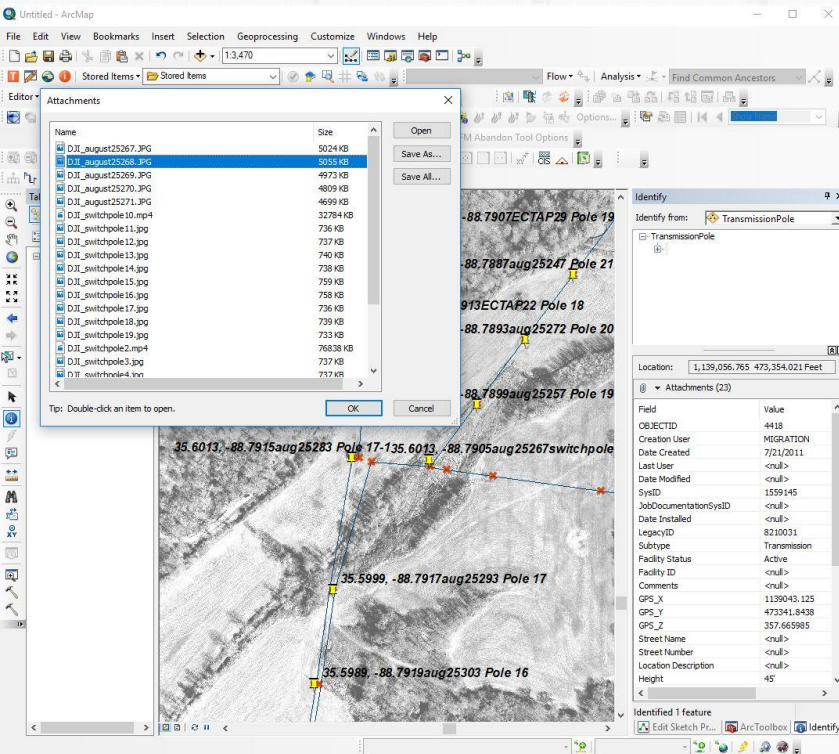 Untitled - ArcMap
File Edit View Bookmarks Insert Selection Geoprocessing Customize Windows Help
1:3,470
Stored Items Stored Items Flow Analysis Find Common Ancestors
Editor Options...
FM Abandon Tool Options
Attachments
Name Size
DJI_august25267.JPG 5024 KB
DJI_august25268.JPG 5055 KB
DJI_august25269.JPG 4973 KB
DJI_august25270.JPG 4809 KB
DJI_august25271.JPG 4699 KB
DJI_switchpole10.mp4 32784 KB
DJI_switchpole11.jpg 736 KB
DJI_switchpole12.jpg 737 KB
DJI_switchpole13.jpg 740 KB
DJI_switchpole14.jpg 738 KB
DJI_switchpole15.jpg 759 KB
DJI_switchpole16.jpg 758 KB
DJI_switchpole17.jpg 736 KB
DJI_switchpole18.jpg 739 KB
DJI_switchpole19.jpg 733 KB
DJI_switchpole2.mp4 76838 KB
DJI_switchpole3.jpg 737 KB
DJI_switchpole4.jpg 737 KB
Open
Save As...
Save All...
Tip: Double-click an item to open.
OK Cancel
-88.7907ECTAP29 Pole 19
-88.7887aug25247 Pole 21
913ECTAP22 Pole 18
-88.7893aug25272 Pole 20
-88.7899aug25257 Pole 19
35.6013, -88.7915aug25283 Pole 17-1
35.6013, -88.7905aug25267switchpole
35.5999, -88.7917aug25293 Pole 17
35.5989, -88.7919aug25303 Pole 16
Identify
Identify from: TransmissionPole
TransmissionPole
Location: 1,139,056.765 473,354.021 Feet
Attachments (23)
Field Value
OBJECTID 4418
Creation User MIGRATION
Date Created 7/21/2011
Last User <null>
Date Modified <null>
SysID 1559145
JobDocumentationSysID <null>
Date Installed <null>
LegacyID 8210031
Subtype Transmission
Facility Status Active
Facility ID <null>
Comments <null>
GPS_X 1139043.125
GPS_Y 473341.8438
GPS_Z 357.665985
Street Name <null>
Street Number <null>
Location Description <null>
Height 45'
Identified 1 feature
Edit Sketch Pr... ArcToolbox Identify